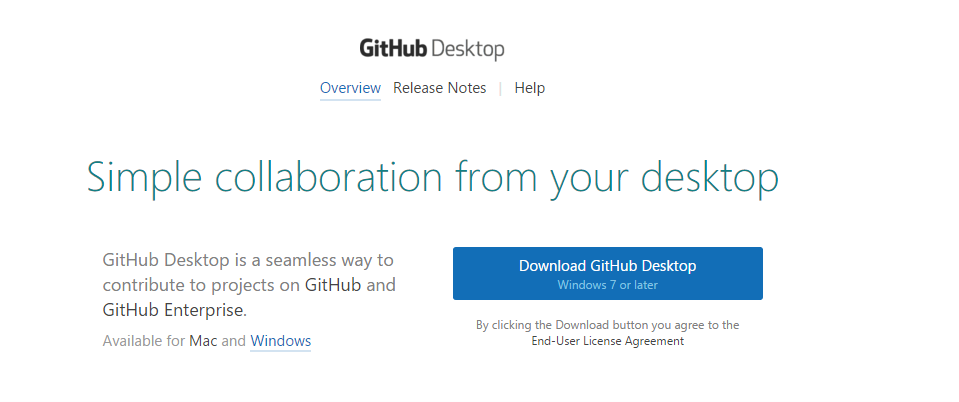 GitHub Desktop
Overview Release Notes | Help
Simple collaboration from your desktop
GitHub Desktop is a seamless way to
contribute to projects on GitHub and
GitHub Enterprise.
Available for Mac and Windows
Download GitHub Desktop
Windows 7 or later
By clicking the Download button you agree to the
End-User License Agreement